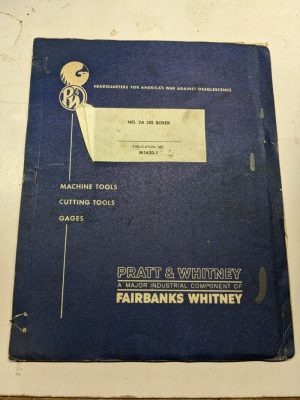 P&W
HEADQUARTERS FOR AMERICA'S WAR AGAINST OBSOLESCENCE
NO. 2A JIG BORER
PUBLICATION NO.
M1620-1
MACHINE TOOLS
CUTTING TOOLS
GAGES
PRATT & WHITNEY
A MAJOR INDUSTRIAL COMPONENT OF
FAIRBANKS WHITNEY